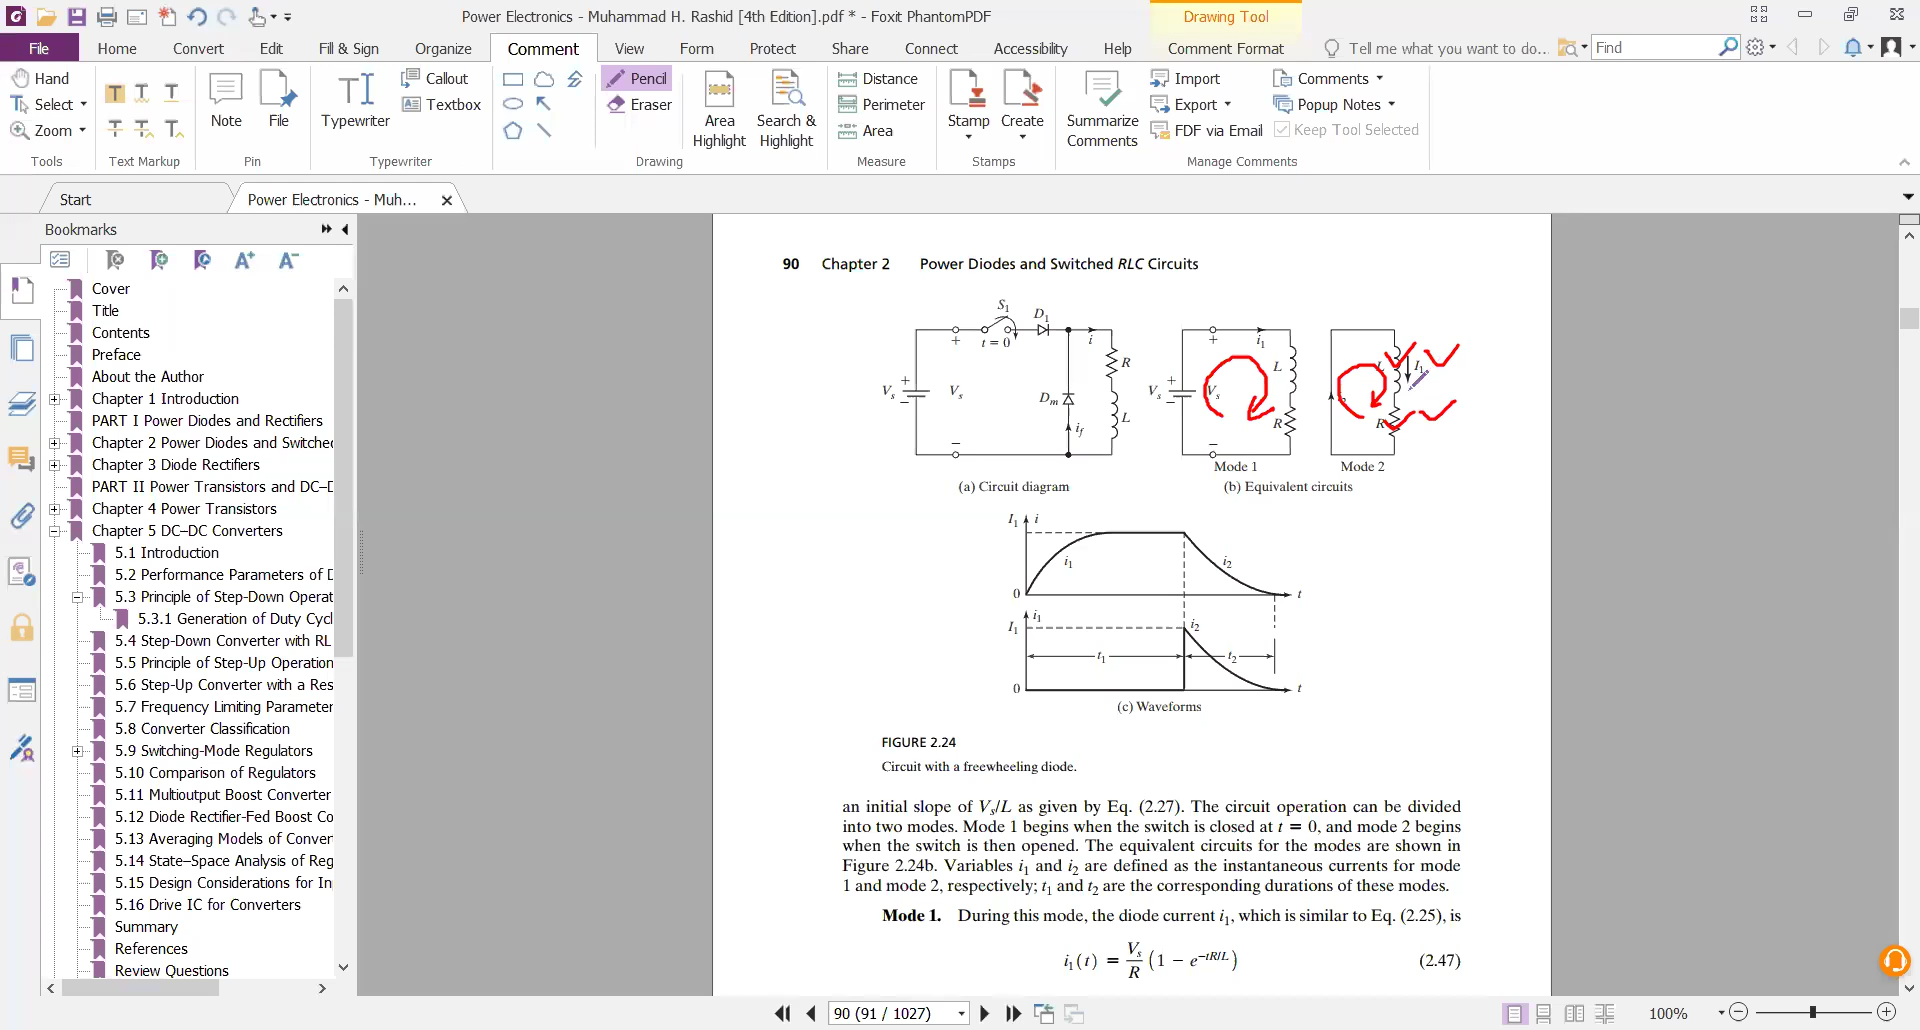 Power Electronics - Muhammad H. Rashid [4th Edition].pdf * - Foxit PhantomPDF
Drawing Tool
File Home Convert Edit Fill & Sign Organize Comment View Form Protect Share Connect Accessibility Help Comment Format Tell me what you want to do... Find
Hand
Select
Zoom
Tools
Text Markup
Note
File
Pin
Typewriter
Typewriter
Callout
Textbox
Pencil
Eraser
Area
Highlight
Search &
Highlight
Drawing
Distance
Perimeter
Area
Measure
Stamp
Create
Stamps
Summarize
Comments
Import
Export
FDF via Email
Comments
Popup Notes
Keep Tool Selected
Manage Comments
Start
Power Electronics - Muh...
Bookmarks
Cover
Title
Contents
Preface
About the Author
Chapter 1 Introduction
PART I Power Diodes and Rectifiers
Chapter 2 Power Diodes and Switched
Chapter 3 Diode Rectifiers
PART II Power Transistors and DC–D
Chapter 4 Power Transistors
Chapter 5 DC–DC Converters
5.1 Introduction
5.2 Performance Parameters of D
5.3 Principle of Step-Down Operat
5.3.1 Generation of Duty Cycl
5.4 Step-Down Converter with RL
5.5 Principle of Step-Up Operation
5.6 Step-Up Converter with a Res
5.7 Frequency Limiting Parameter
5.8 Converter Classification
5.9 Switching-Mode Regulators
5.10 Comparison of Regulators
5.11 Multioutput Boost Converter
5.12 Diode Rectifier-Fed Boost Co
5.13 Averaging Models of Conver
5.14 State–Space Analysis of Reg
5.15 Design Considerations for In
5.16 Drive IC for Converters
Summary
References
Review Questions
90 Chapter 2 Power Diodes and Switched RLC Circuits
S₁
D₁
+ t = 0 i
R
Vₛ + − Vₛ
Dₘ
L
i_f
−
(a) Circuit diagram
+ i₁
L
Vₛ + − Vₛ
R
−
Mode 1
L I₁
R
Mode 2
(b) Equivalent circuits
I₁ i
i₁ i₂
0 t
i₁
I₁ i₂
t₁ t₂
0 t
(c) Waveforms
FIGURE 2.24
Circuit with a freewheeling diode.
an initial slope of Vₛ/L as given by Eq. (2.27). The circuit operation can be divided
into two modes. Mode 1 begins when the switch is closed at t = 0, and mode 2 begins
when the switch is then opened. The equivalent circuits for the modes are shown in
Figure 2.24b. Variables i₁ and i₂ are defined as the instantaneous currents for mode
1 and mode 2, respectively; t₁ and t₂ are the corresponding durations of these modes.
Mode 1. During this mode, the diode current i₁, which is similar to Eq. (2.25), is
i₁(t) = Vₛ/R (1 − e^−tR/L) (2.47)
90 (91 / 1027)
100%